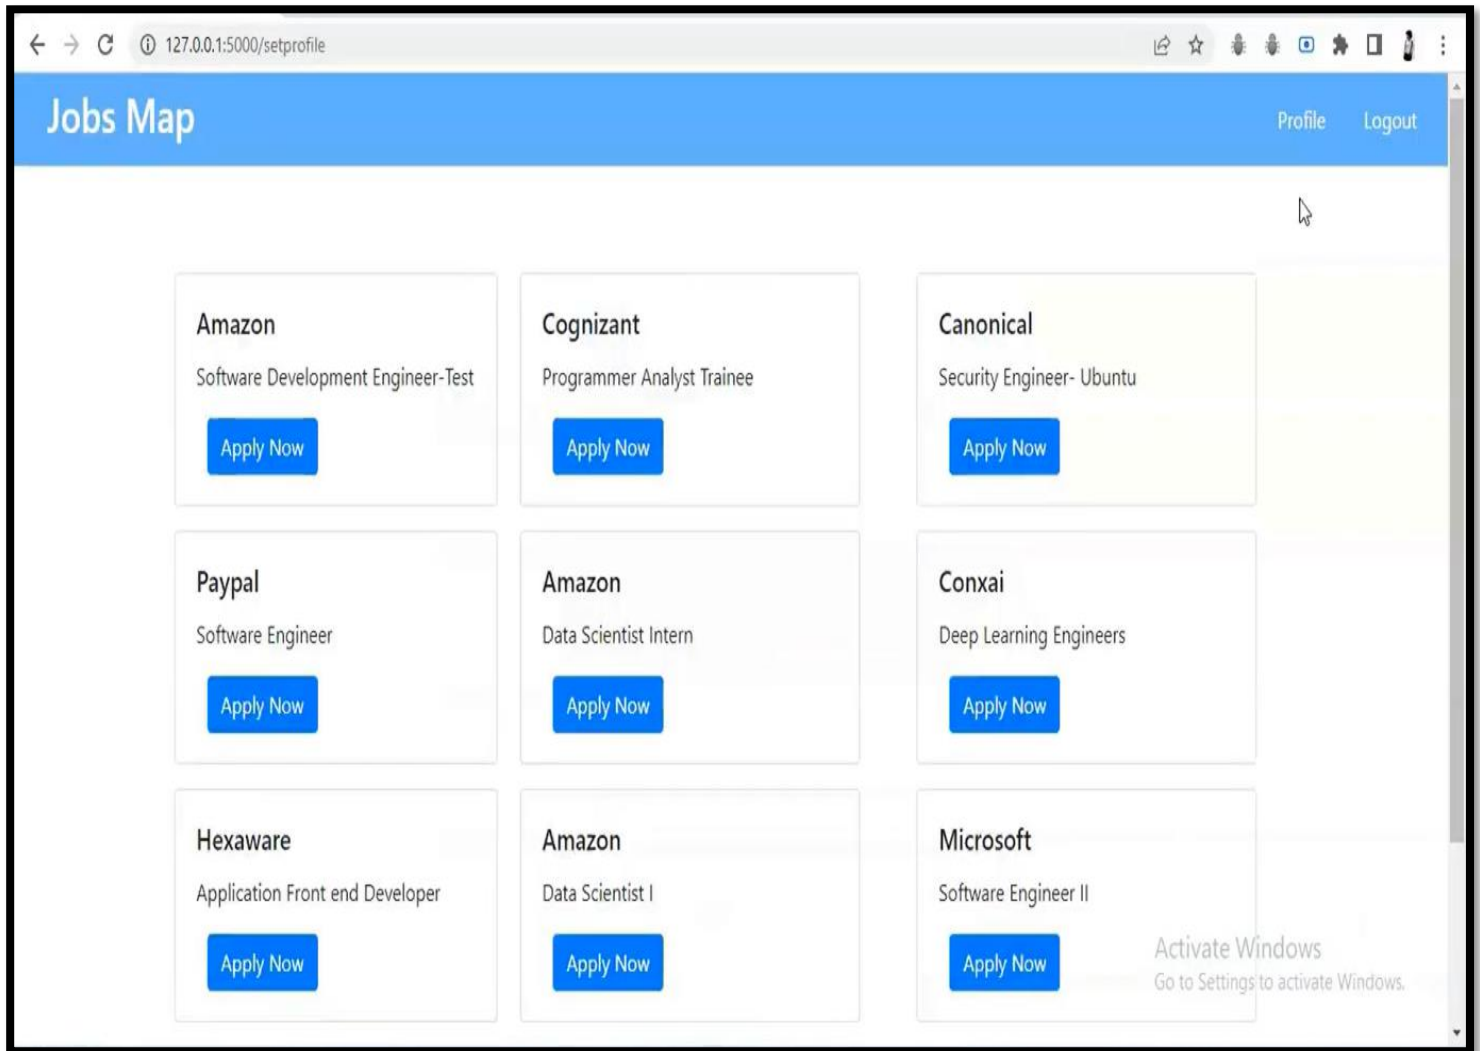 127.0.0.1:5000/setprofile
Jobs Map
Profile Logout
Amazon
Software Development Engineer-Test
Apply Now
Cognizant
Programmer Analyst Trainee
Apply Now
Canonical
Security Engineer- Ubuntu
Apply Now
Paypal
Software Engineer
Apply Now
Amazon
Data Scientist Intern
Apply Now
Conxai
Deep Learning Engineers
Apply Now
Hexaware
Application Front end Developer
Apply Now
Amazon
Data Scientist I
Apply Now
Microsoft
Software Engineer II
Apply Now
Activate Windows
Go to Settings to activate Windows.